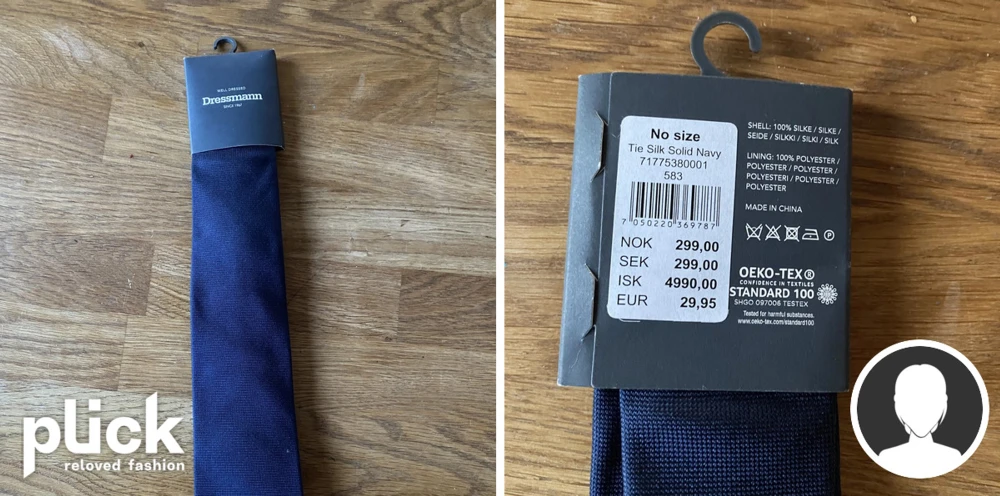 WELL DRESSED
Dressmann
SINCE 1967
plick
reloved fashion
No size
Tie Silk Solid Navy
71775380001
583
7 050220 369787
NOK 299,00
SEK 299,00
ISK 4990,00
EUR 29,95
SHELL: 100% SILKE / SILKE /
SEIDE / SILKKI / SILKI / SILK
LINING: 100% POLYESTER /
POLYESTER / POLYESTER /
POLYESTERI / POLYESTER /
POLYESTER
MADE IN CHINA
P
OEKO-TEX®
CONFIDENCE IN TEXTILES
STANDARD 100
SHGO 097006 TESTEX
Tested for harmful substances.
www.oeko-tex.com/standard100